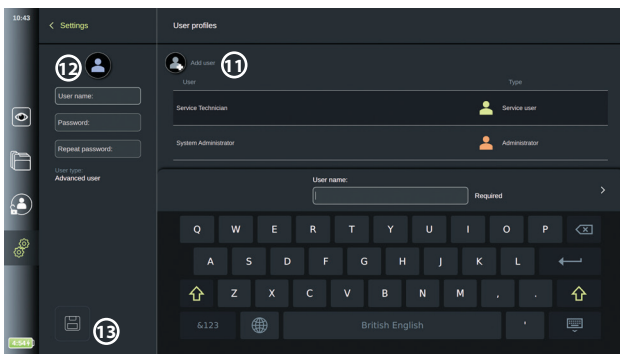 10:43
Settings
User profiles
12
Add user
11
User
Type
User name:
Password:
Repeat password:
User type:
Advanced user
Service Technician
Service user
System Administrator
Administrator
User name:
Required
Q W E R T Y U I O P
A S D F G H J K L
Z X C V B N M , .
&123
British English
'
13
4:54